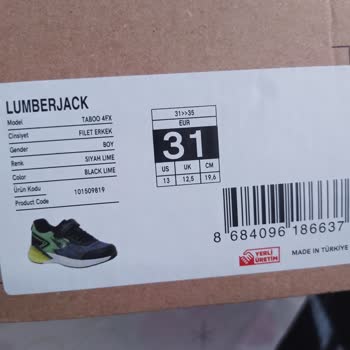 LUMBERJACK
Model TABOO 4FX
Cinsiyet FILET ERKEK
Gender BOY
Renk SIYAH LIME
Color BLACK LIME
Ürün Kodu
Product Code 101509819
31>>35
EUR
31
US UK CM
13 12,5 19,6
8 684096 186637
YERLİ ÜRETİM
MADE IN TÜRKİYE